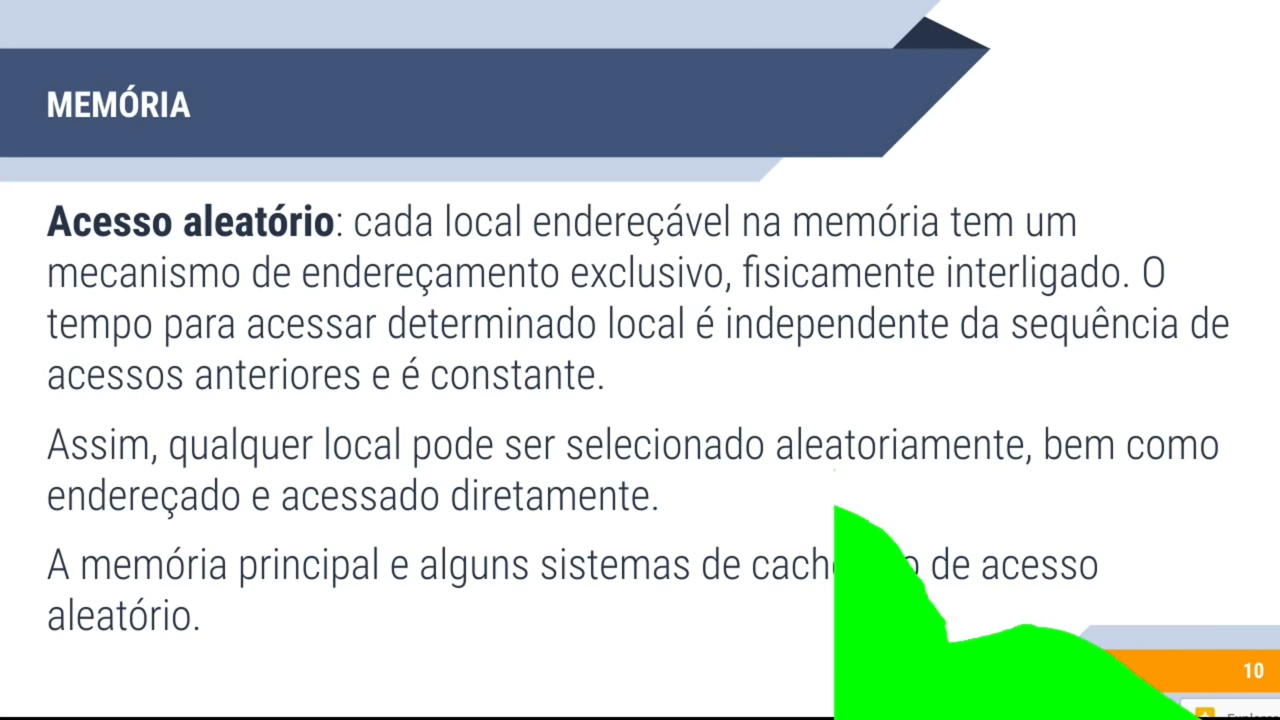 MEMÓRIA
Acesso aleatório: cada local endereçável na memória tem um
mecanismo de endereçamento exclusivo, fisicamente interligado. O
tempo para acessar determinado local é independente da sequência de
acessos anteriores e é constante.
Assim, qualquer local pode ser selecionado aleatoriamente, bem como
endereçado e acessado diretamente.
A memória principal e alguns sistemas de de acesso
aleatório.
10